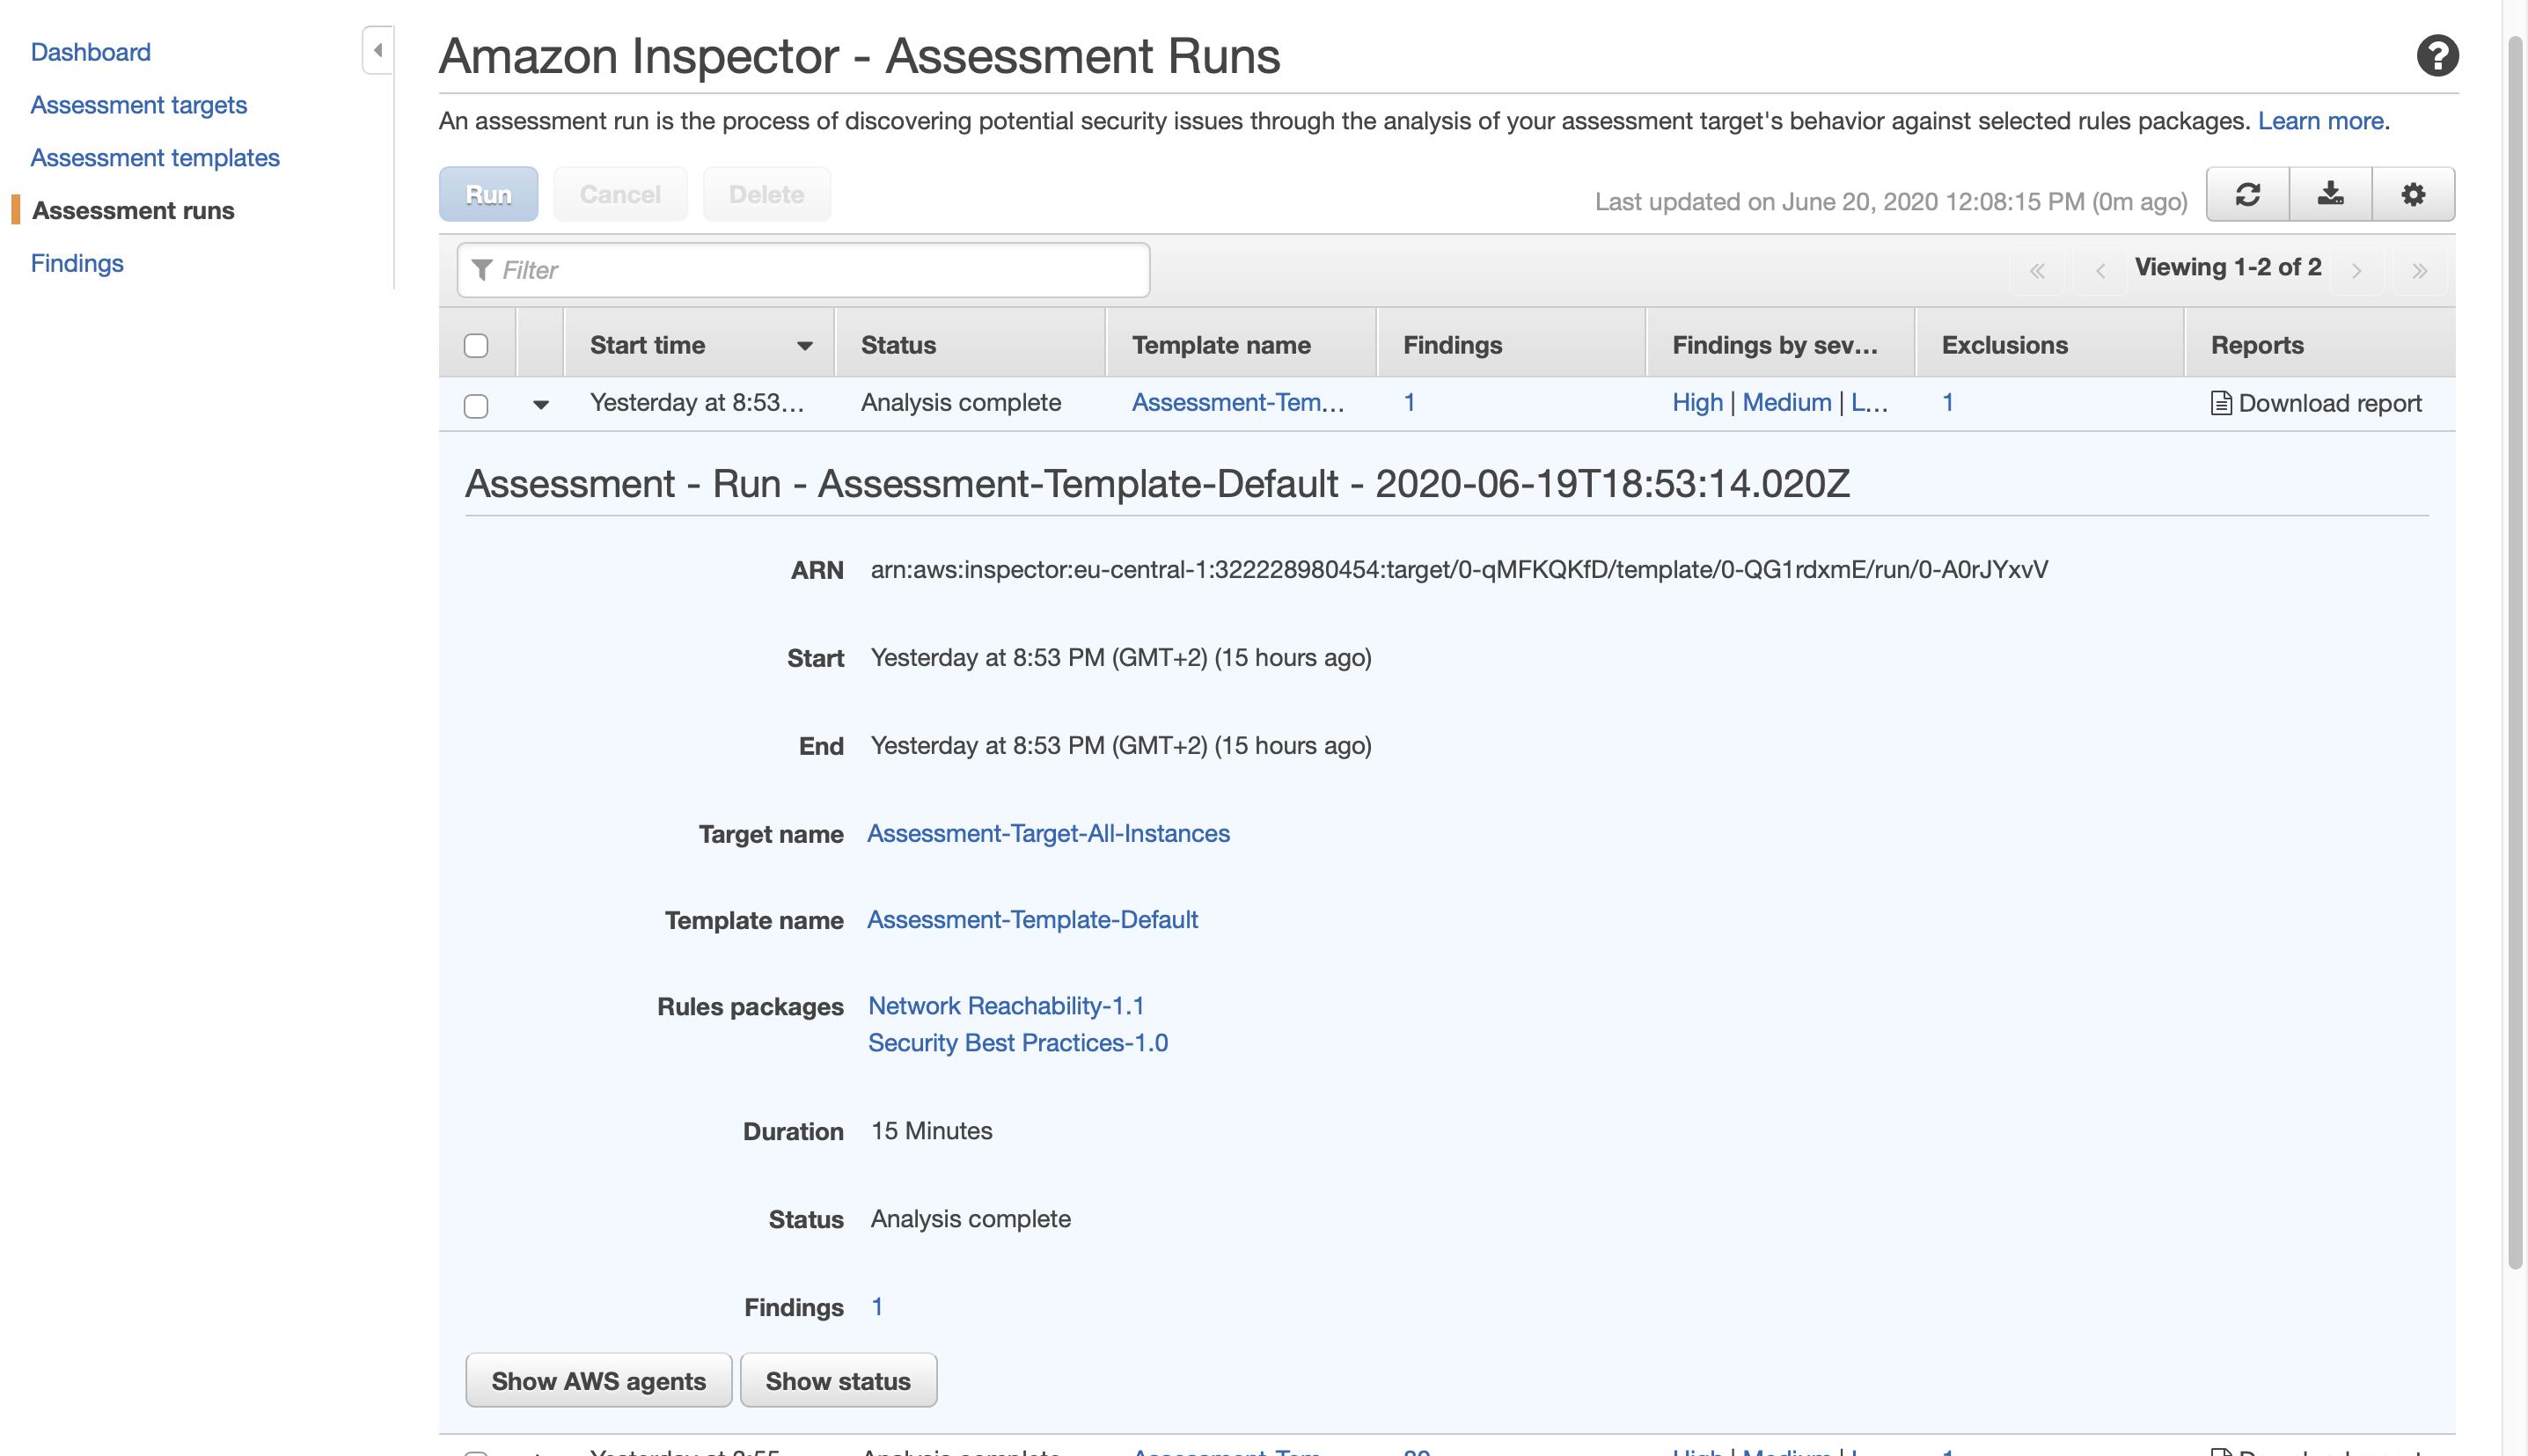 Dashboard
Assessment targets
Assessment templates
Assessment runs
Findings
Amazon Inspector - Assessment Runs
An assessment run is the process of discovering potential security issues through the analysis of your assessment target's behavior against selected rules packages. Learn more.
Run Cancel Delete
Last updated on June 20, 2020 12:08:15 PM (0m ago)
Filter
Viewing 1-2 of 2
Start time Status Template name Findings Findings by sev... Exclusions Reports
Yesterday at 8:53... Analysis complete Assessment-Tem... 1 High | Medium | L... 1 Download report
Assessment - Run - Assessment-Template-Default - 2020-06-19T18:53:14.020Z
ARN arn:aws:inspector:eu-central-1:322228980454:target/0-qMFKQKfD/template/0-QG1rdxmE/run/0-A0rJYxvV
Start Yesterday at 8:53 PM (GMT+2) (15 hours ago)
End Yesterday at 8:53 PM (GMT+2) (15 hours ago)
Target name Assessment-Target-All-Instances
Template name Assessment-Template-Default
Rules packages Network Reachability-1.1
Security Best Practices-1.0
Duration 15 Minutes
Status Analysis complete
Findings 1
Show AWS agents Show status